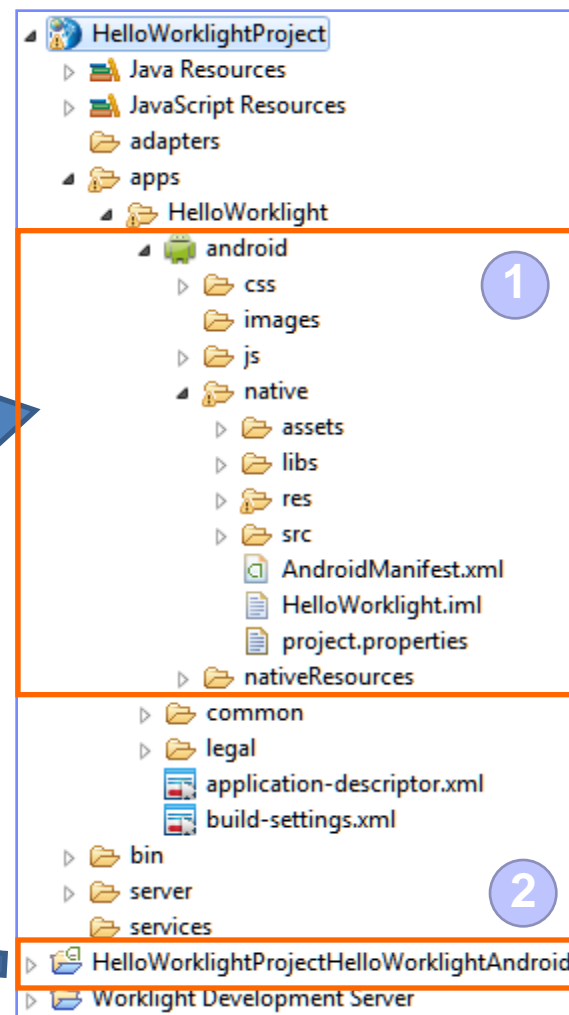 HelloWorklightProject
Java Resources
JavaScript Resources
adapters
apps
HelloWorklight
android
1
css
images
js
native
assets
libs
res
src
AndroidManifest.xml
HelloWorklight.iml
project.properties
nativeResources
common
legal
application-descriptor.xml
build-settings.xml
bin
server
2
services
HelloWorklightProjectHelloWorklightAndroid
Worklight Development Server